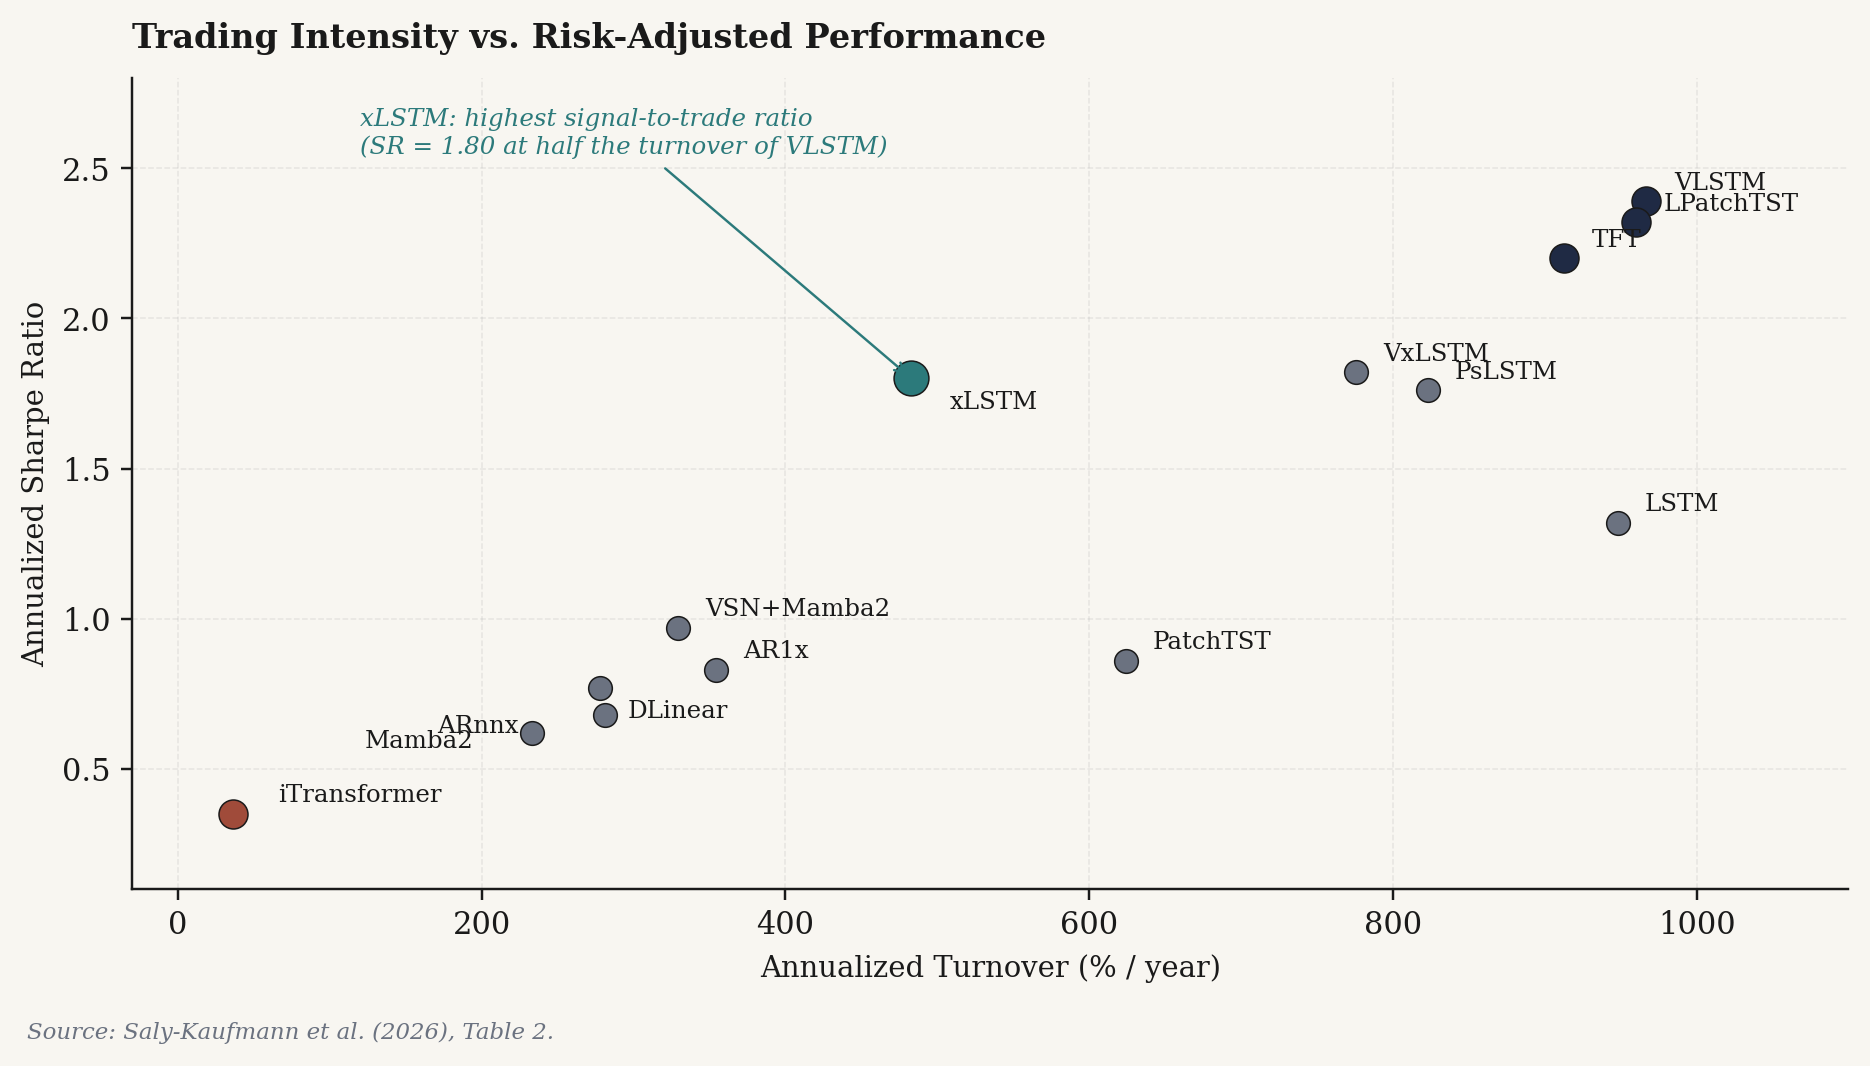 Trading Intensity vs. Risk-Adjusted Performance
xLSTM: highest signal-to-trade ratio
(SR = 1.80 at half the turnover of VLSTM)
VLSTM
LPatchTST
TFT
VxLSTM
PsLSTM
xLSTM
LSTM
VSN+Mamba2
AR1x
PatchTST
DLinear
ARnnx
Mamba2
iTransformer
Annualized Sharpe Ratio
2.5
2.0
1.5
1.0
0.5
0 200 400 600 800 1000
Annualized Turnover (% / year)
Source: Saly-Kaufmann et al. (2026), Table 2.